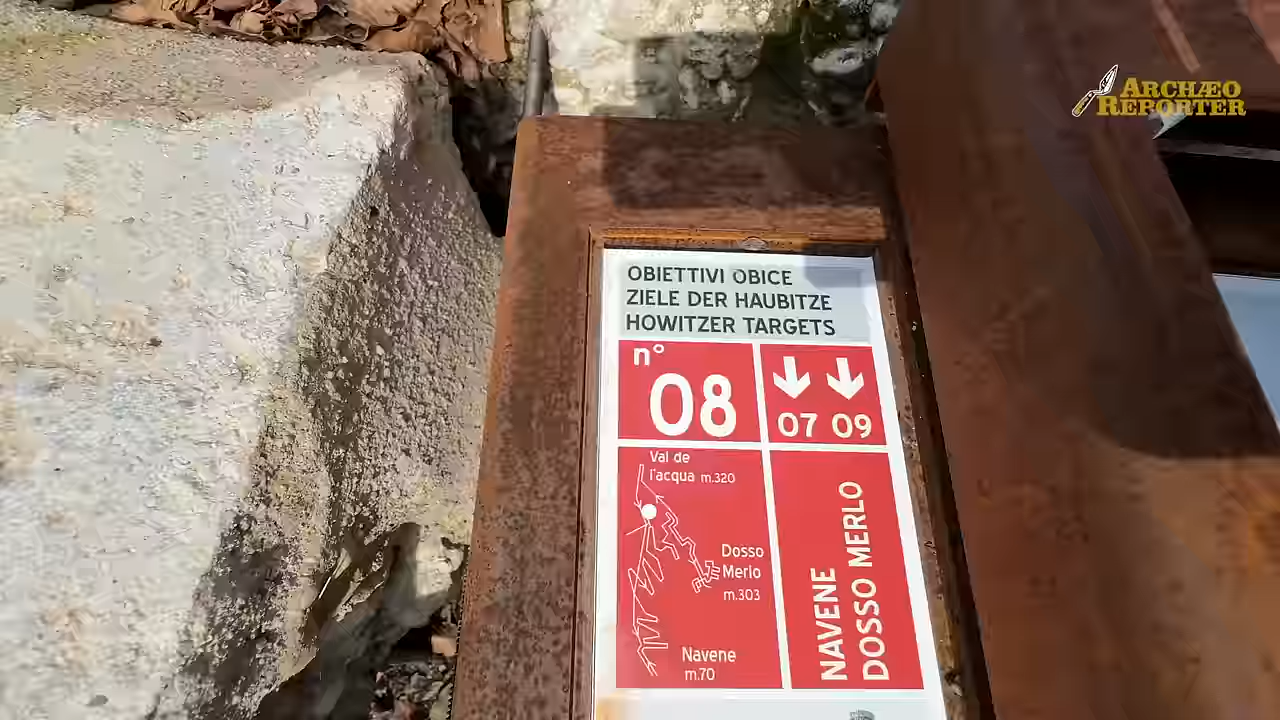 ARCHÆO
REPORTER
OBIETTIVI OBICE
ZIELE DER HAUBITZE
HOWITZER TARGETS
n°
08
07 09
Val de
l'acqua m.320
Dosso
Merlo
m.303
Navene
m.70
NAVENE
DOSSO MERLO